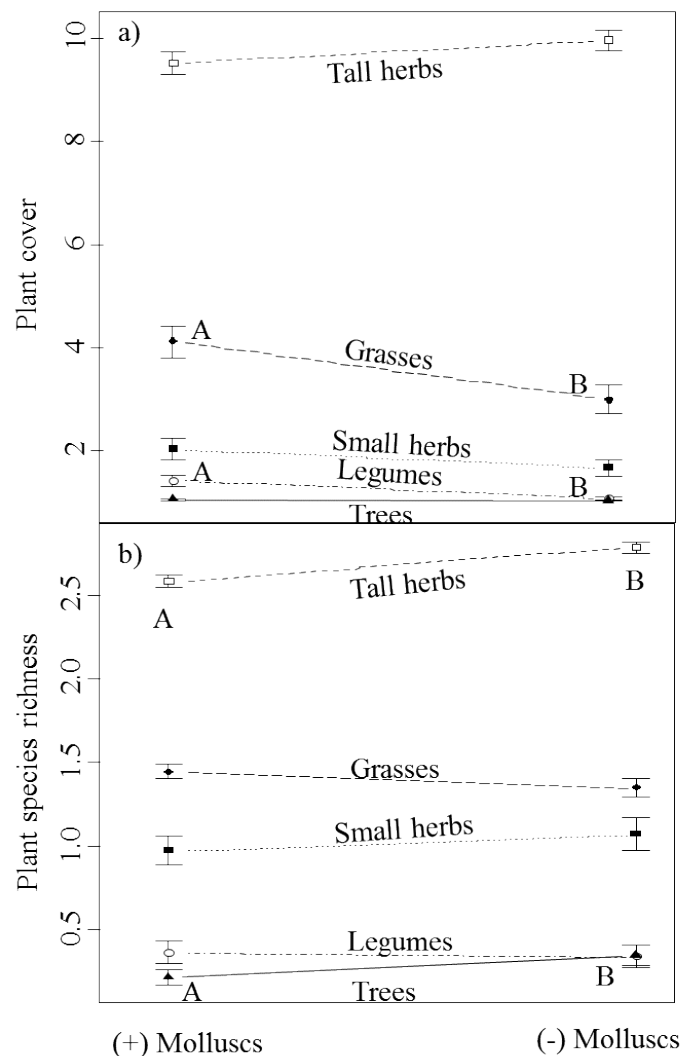 a)
10
8
6
4
2
Plant cover
Tall herbs
A
Grasses
B
Small herbs
A
Legumes
B
Trees
b)
2.5
2.0
1.5
1.0
0.5
Plant species richness
Tall herbs
A
B
Grasses
Small herbs
Legumes
A
Trees
B
(+) Molluscs
(-) Molluscs